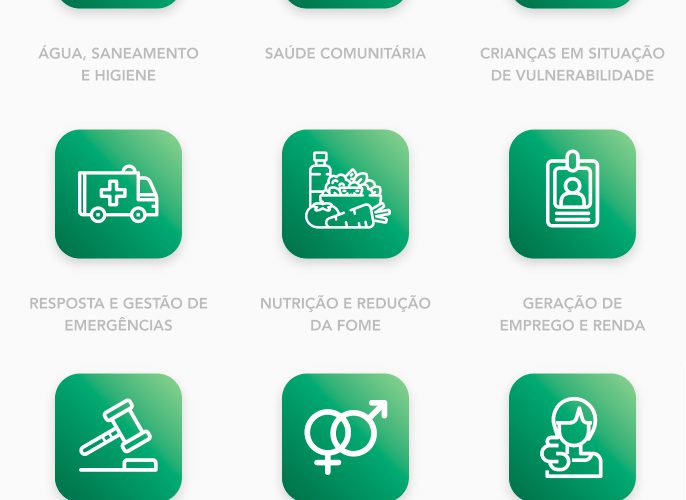 ÁGUA, SANEAMENTO
E HIGIENE
SAÚDE COMUNITÁRIA
CRIANÇAS EM SITUAÇÃO
DE VULNERABILIDADE
RESPOSTA E GESTÃO DE
EMERGÊNCIAS
NUTRIÇÃO E REDUÇÃO
DA FOME
GERAÇÃO DE
EMPREGO E RENDA